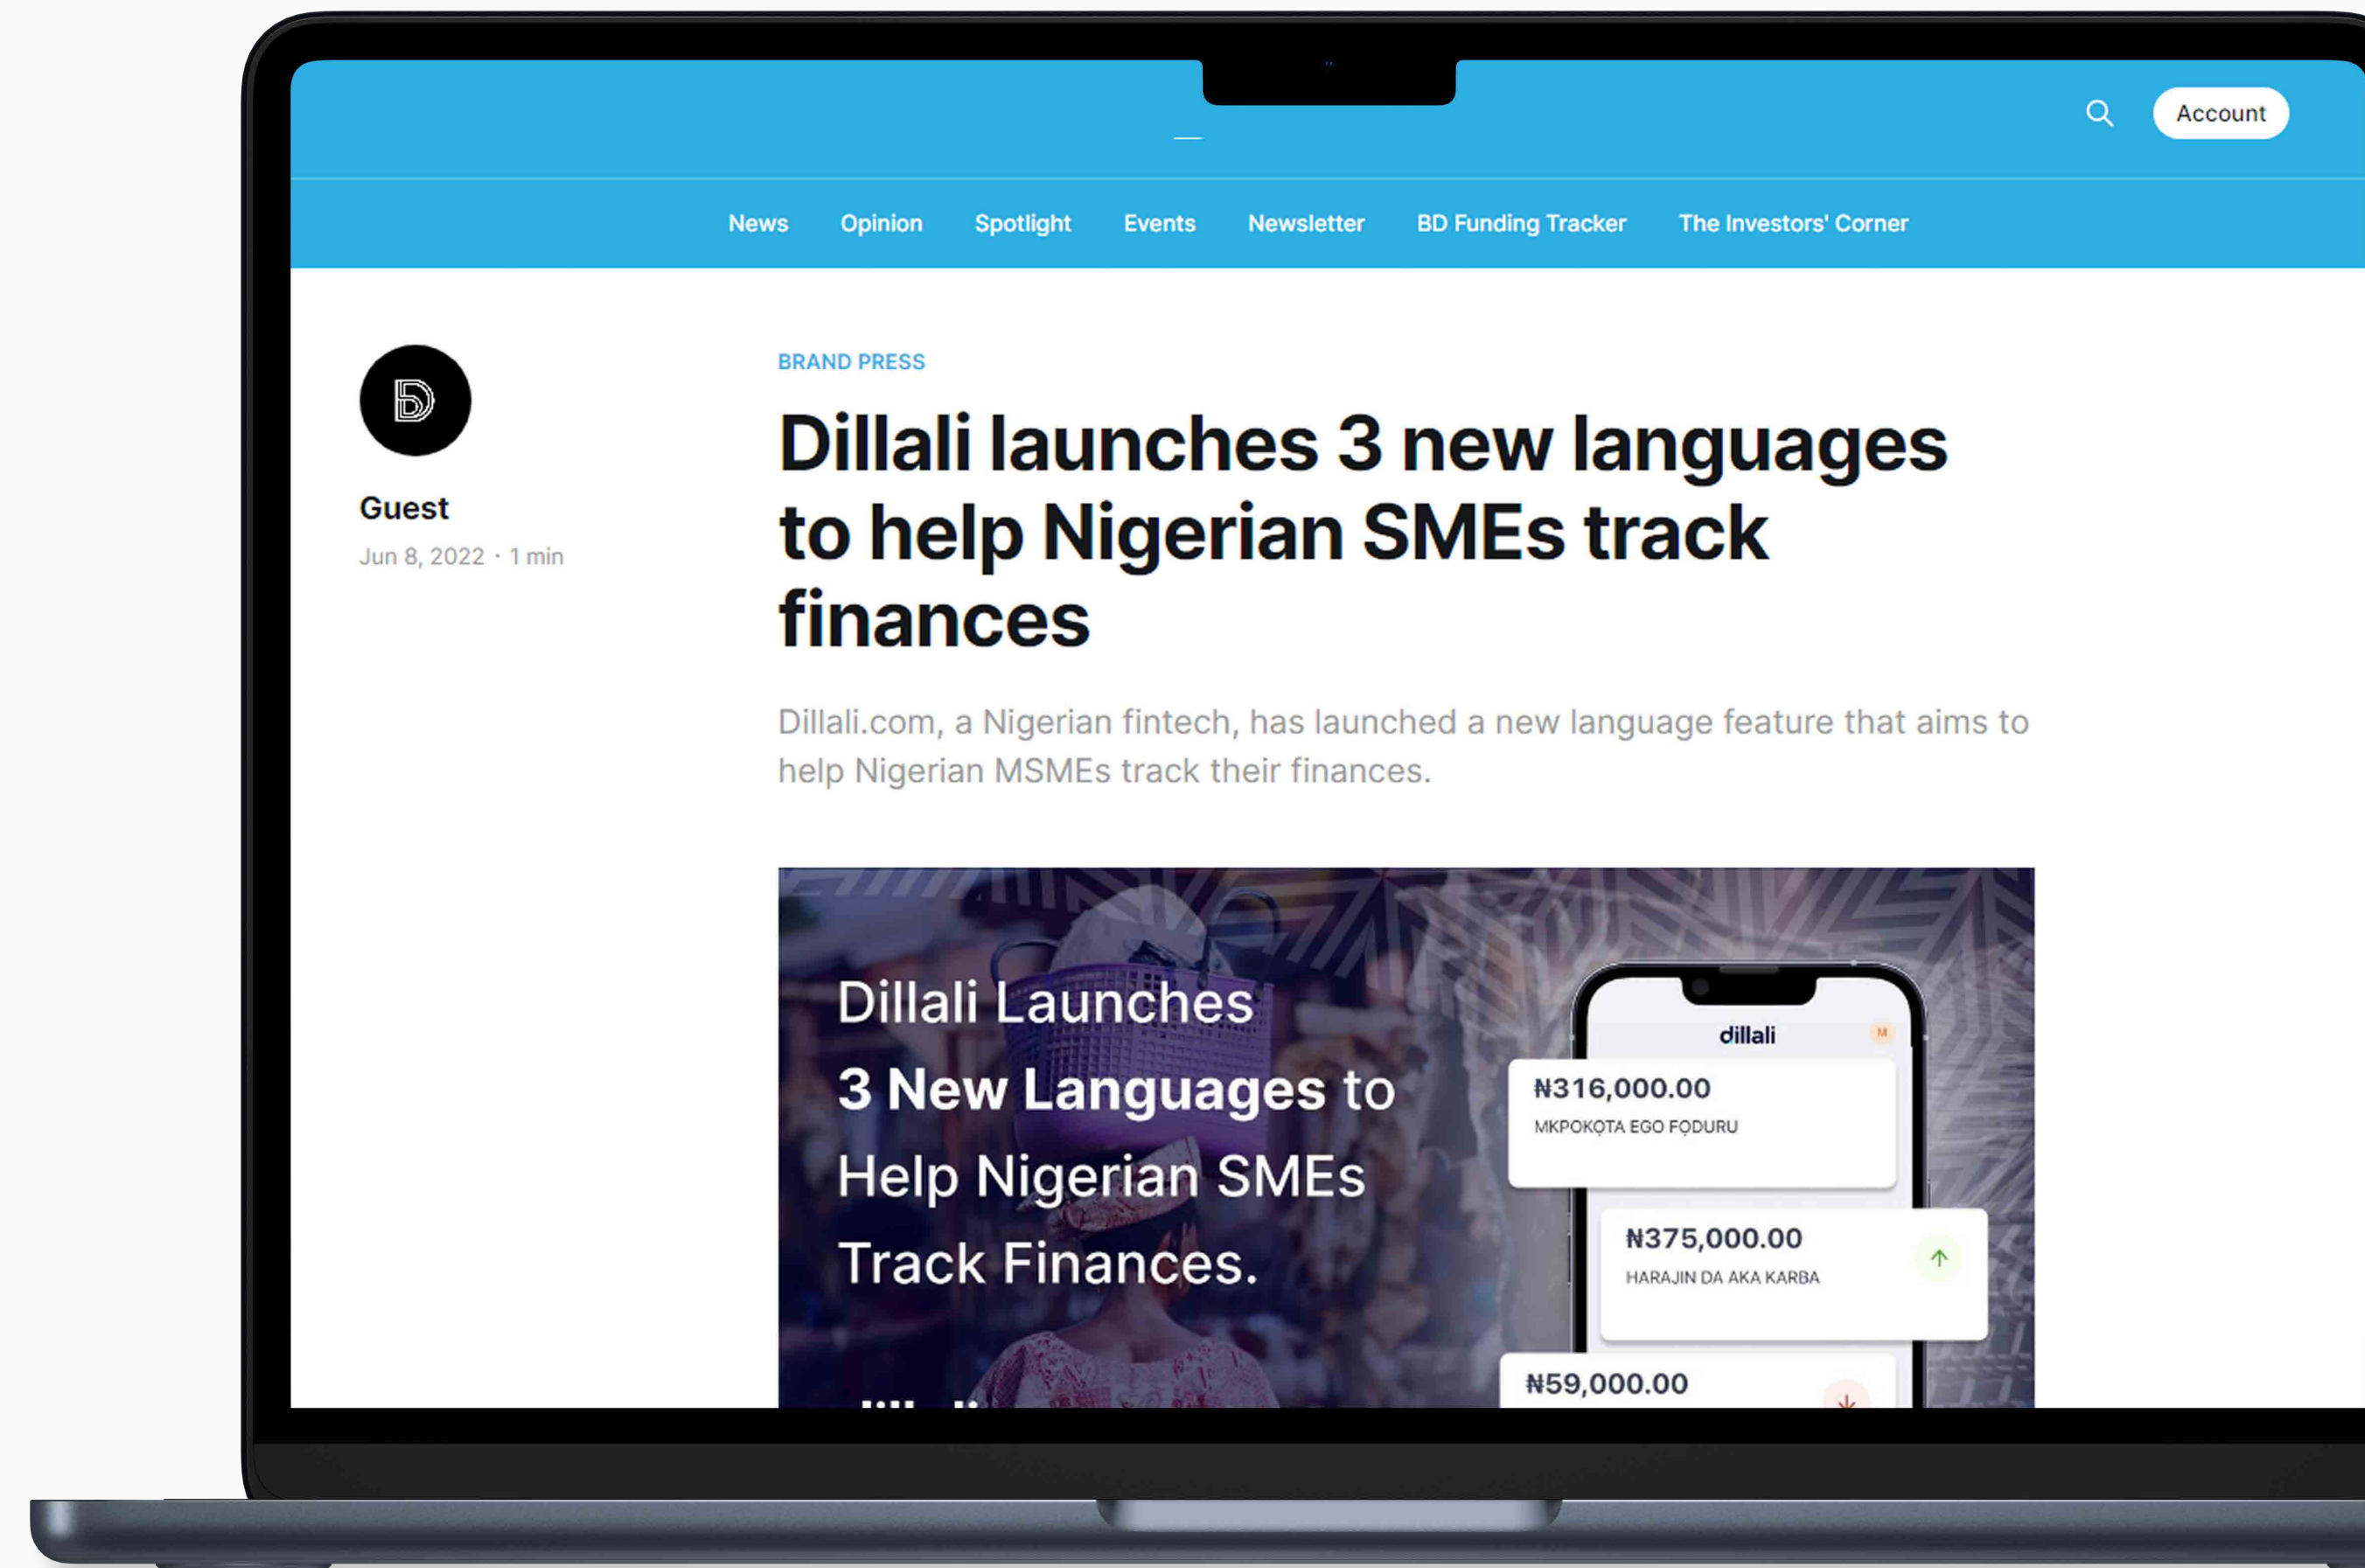 Account
News Opinion Spotlight Events Newsletter BD Funding Tracker The Investors' Corner
Guest
Jun 8, 2022 · 1 min
BRAND PRESS
Dillali launches 3 new languages
to help Nigerian SMEs track
finances
Dillali.com, a Nigerian fintech, has launched a new language feature that aims to
help Nigerian MSMEs track their finances.
Dillali Launches
3 New Languages to
Help Nigerian SMEs
Track Finances.
dillali
M
₦316,000.00
MKPOKỌTA EGO FỌDURU
₦375,000.00
HARAJIN DA AKA KARBA
₦59,000.00